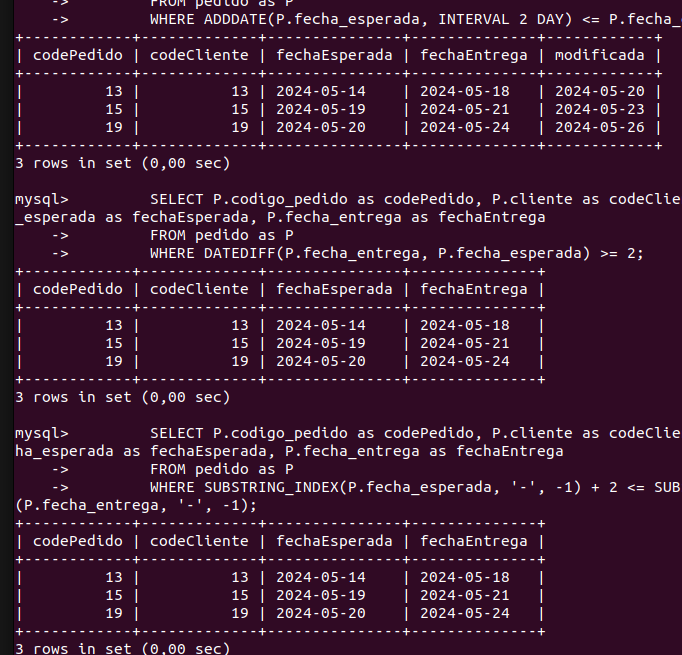 -> FROM pedido as P
-> WHERE ADDDATE(P.fecha_esperada, INTERVAL 2 DAY) <= P.fecha_
+------------+-------------+---------------+--------------+------------+
| codePedido | codeCliente | fechaEsperada | fechaEntrega | modificada |
+------------+-------------+---------------+--------------+------------+
| 13 | 13 | 2024-05-14 | 2024-05-18 | 2024-05-20 |
| 15 | 15 | 2024-05-19 | 2024-05-21 | 2024-05-23 |
| 19 | 19 | 2024-05-20 | 2024-05-24 | 2024-05-26 |
+------------+-------------+---------------+--------------+------------+
3 rows in set (0,00 sec)
mysql> SELECT P.codigo_pedido as codePedido, P.cliente as codeClie
_esperada as fechaEsperada, P.fecha_entrega as fechaEntrega
-> FROM pedido as P
-> WHERE DATEDIFF(P.fecha_entrega, P.fecha_esperada) >= 2;
+------------+-------------+---------------+--------------+
| codePedido | codeCliente | fechaEsperada | fechaEntrega |
+------------+-------------+---------------+--------------+
| 13 | 13 | 2024-05-14 | 2024-05-18 |
| 15 | 15 | 2024-05-19 | 2024-05-21 |
| 19 | 19 | 2024-05-20 | 2024-05-24 |
+------------+-------------+---------------+--------------+
3 rows in set (0,00 sec)
mysql> SELECT P.codigo_pedido as codePedido, P.cliente as codeClie
ha_esperada as fechaEsperada, P.fecha_entrega as fechaEntrega
-> FROM pedido as P
-> WHERE SUBSTRING_INDEX(P.fecha_esperada, '-', -1) + 2 <= SUB
(P.fecha_entrega, '-', -1);
+------------+-------------+---------------+--------------+
| codePedido | codeCliente | fechaEsperada | fechaEntrega |
+------------+-------------+---------------+--------------+
| 13 | 13 | 2024-05-14 | 2024-05-18 |
| 15 | 15 | 2024-05-19 | 2024-05-21 |
| 19 | 19 | 2024-05-20 | 2024-05-24 |
+------------+-------------+---------------+--------------+
3 rows in set (0,00 sec)